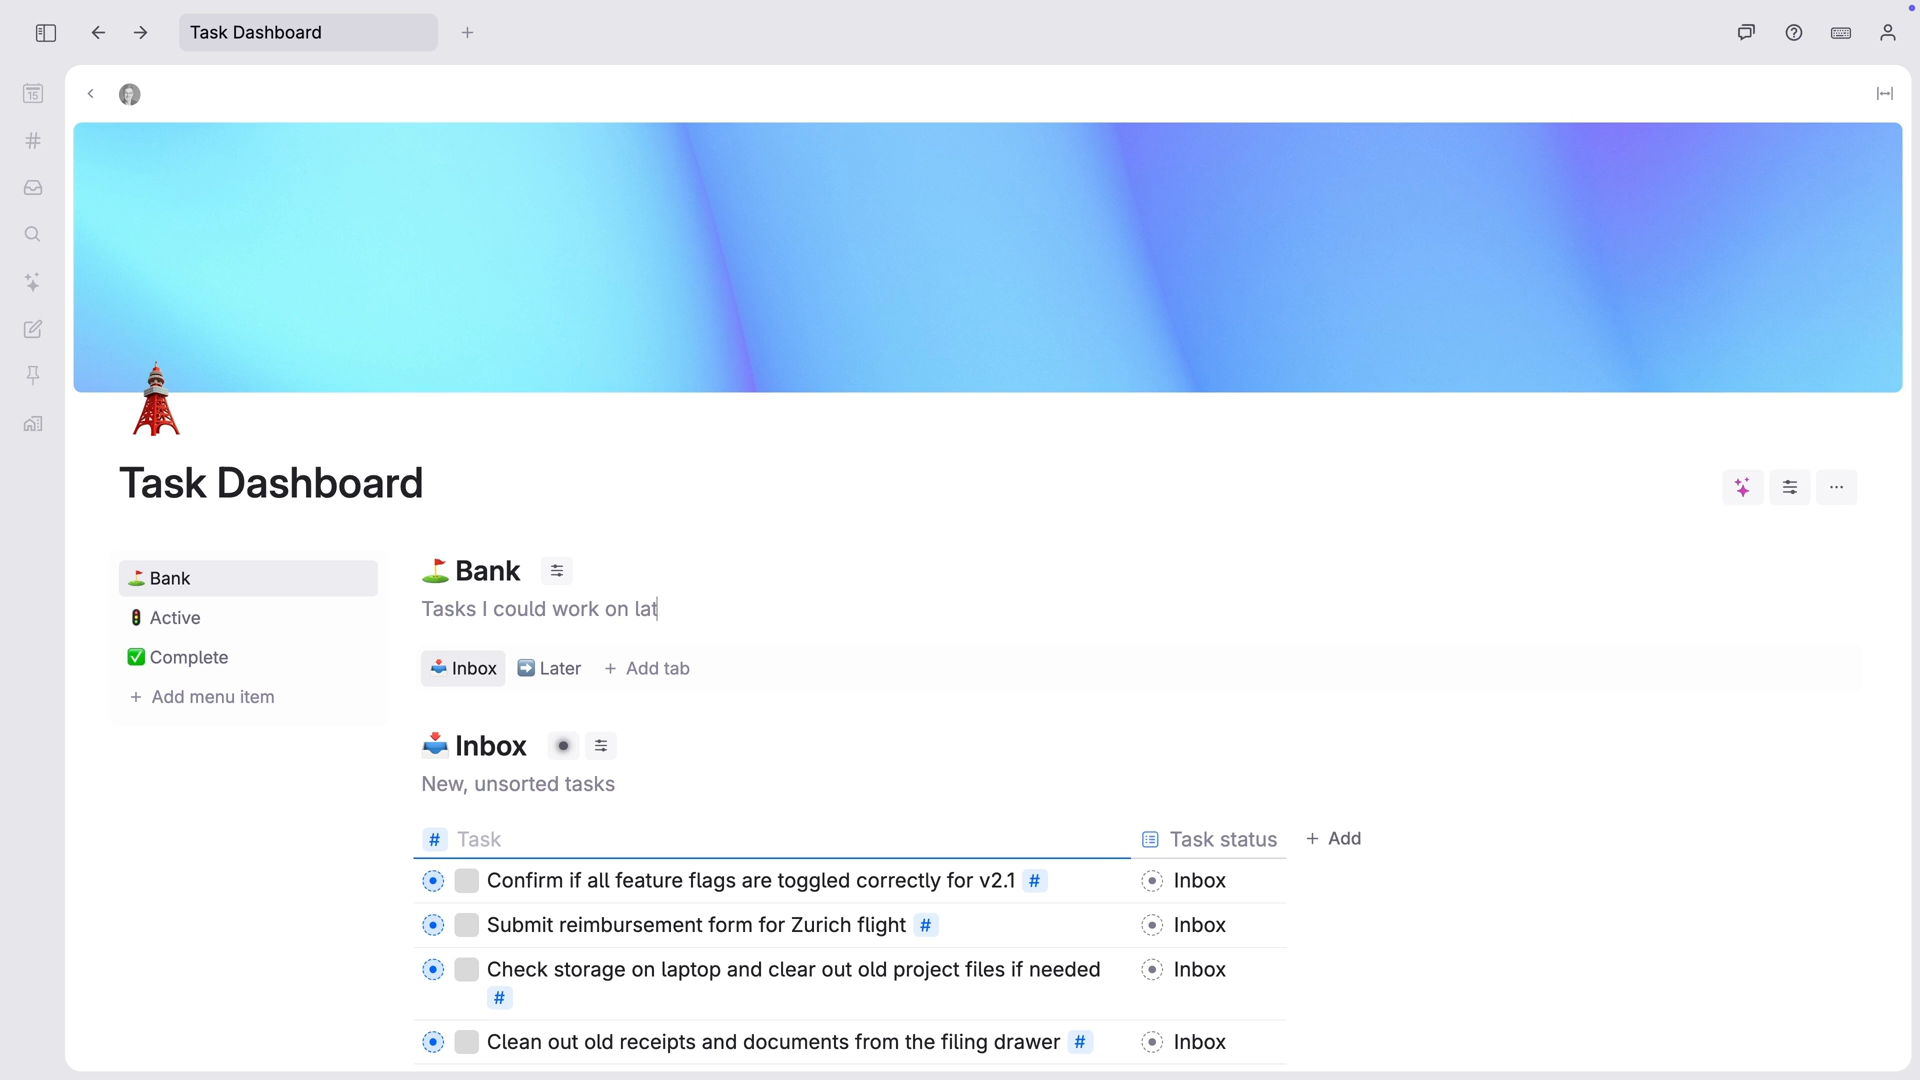 Task Dashboard
15
Task Dashboard
Bank
Active
Complete
+ Add menu item
Bank
Tasks I could work on lat
Inbox
Later
+ Add tab
Inbox
New, unsorted tasks
# Task
Task status
+ Add
Confirm if all feature flags are toggled correctly for v2.1 #
Inbox
Submit reimbursement form for Zurich flight #
Inbox
Check storage on laptop and clear out old project files if needed
#
Inbox
Clean out old receipts and documents from the filing drawer #
Inbox